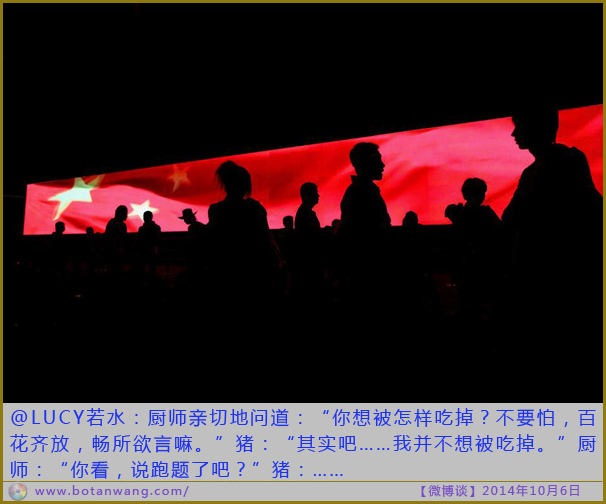 @LUCY若水：厨师亲切地问道：“你想被怎样吃掉？不要怕，百
花齐放，畅所欲言嘛。”猪：“其实吧……我并不想被吃掉。”厨
师：“你看，说跑题了吧？”猪：……
www.botanwang.com/ 【微博谈】2014年10月6日